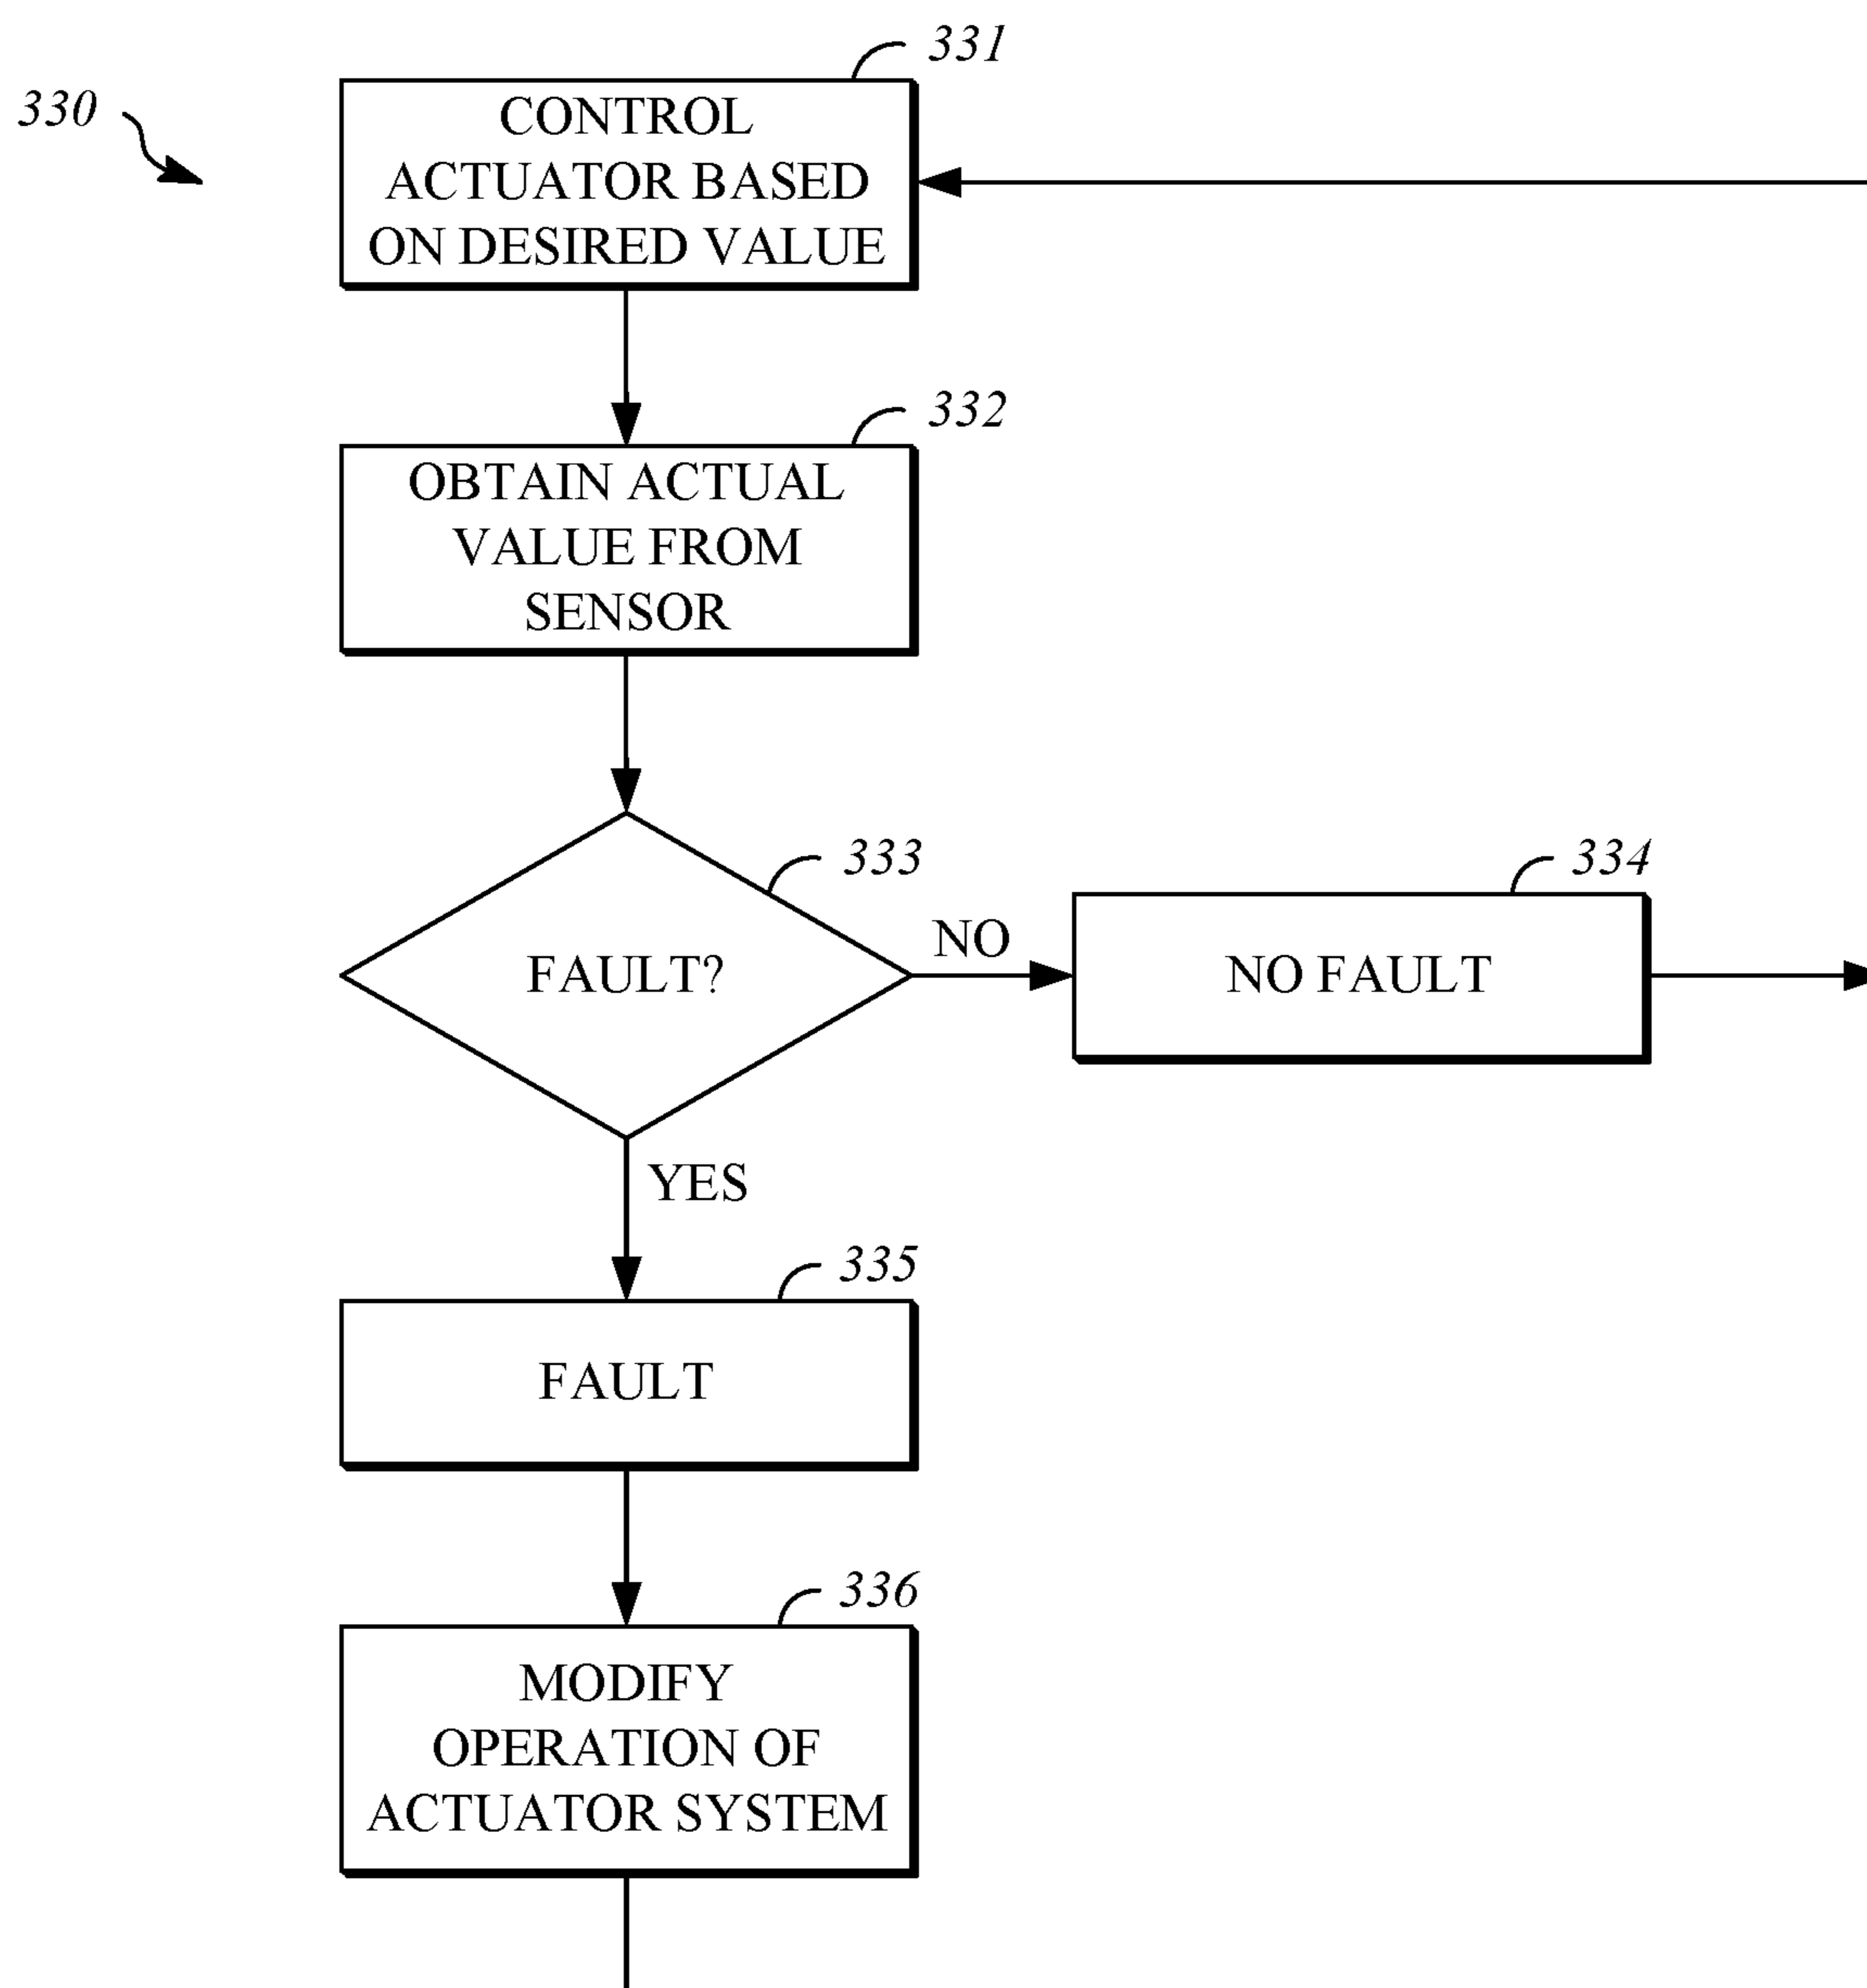 331
330
CONTROL
ACTUATOR BASED
ON DESIRED VALUE
332
OBTAIN ACTUAL
VALUE FROM
SENSOR
333
FAULT?
NO
334
NO FAULT
YES
335
FAULT
336
MODIFY
OPERATION OF
ACTUATOR SYSTEM